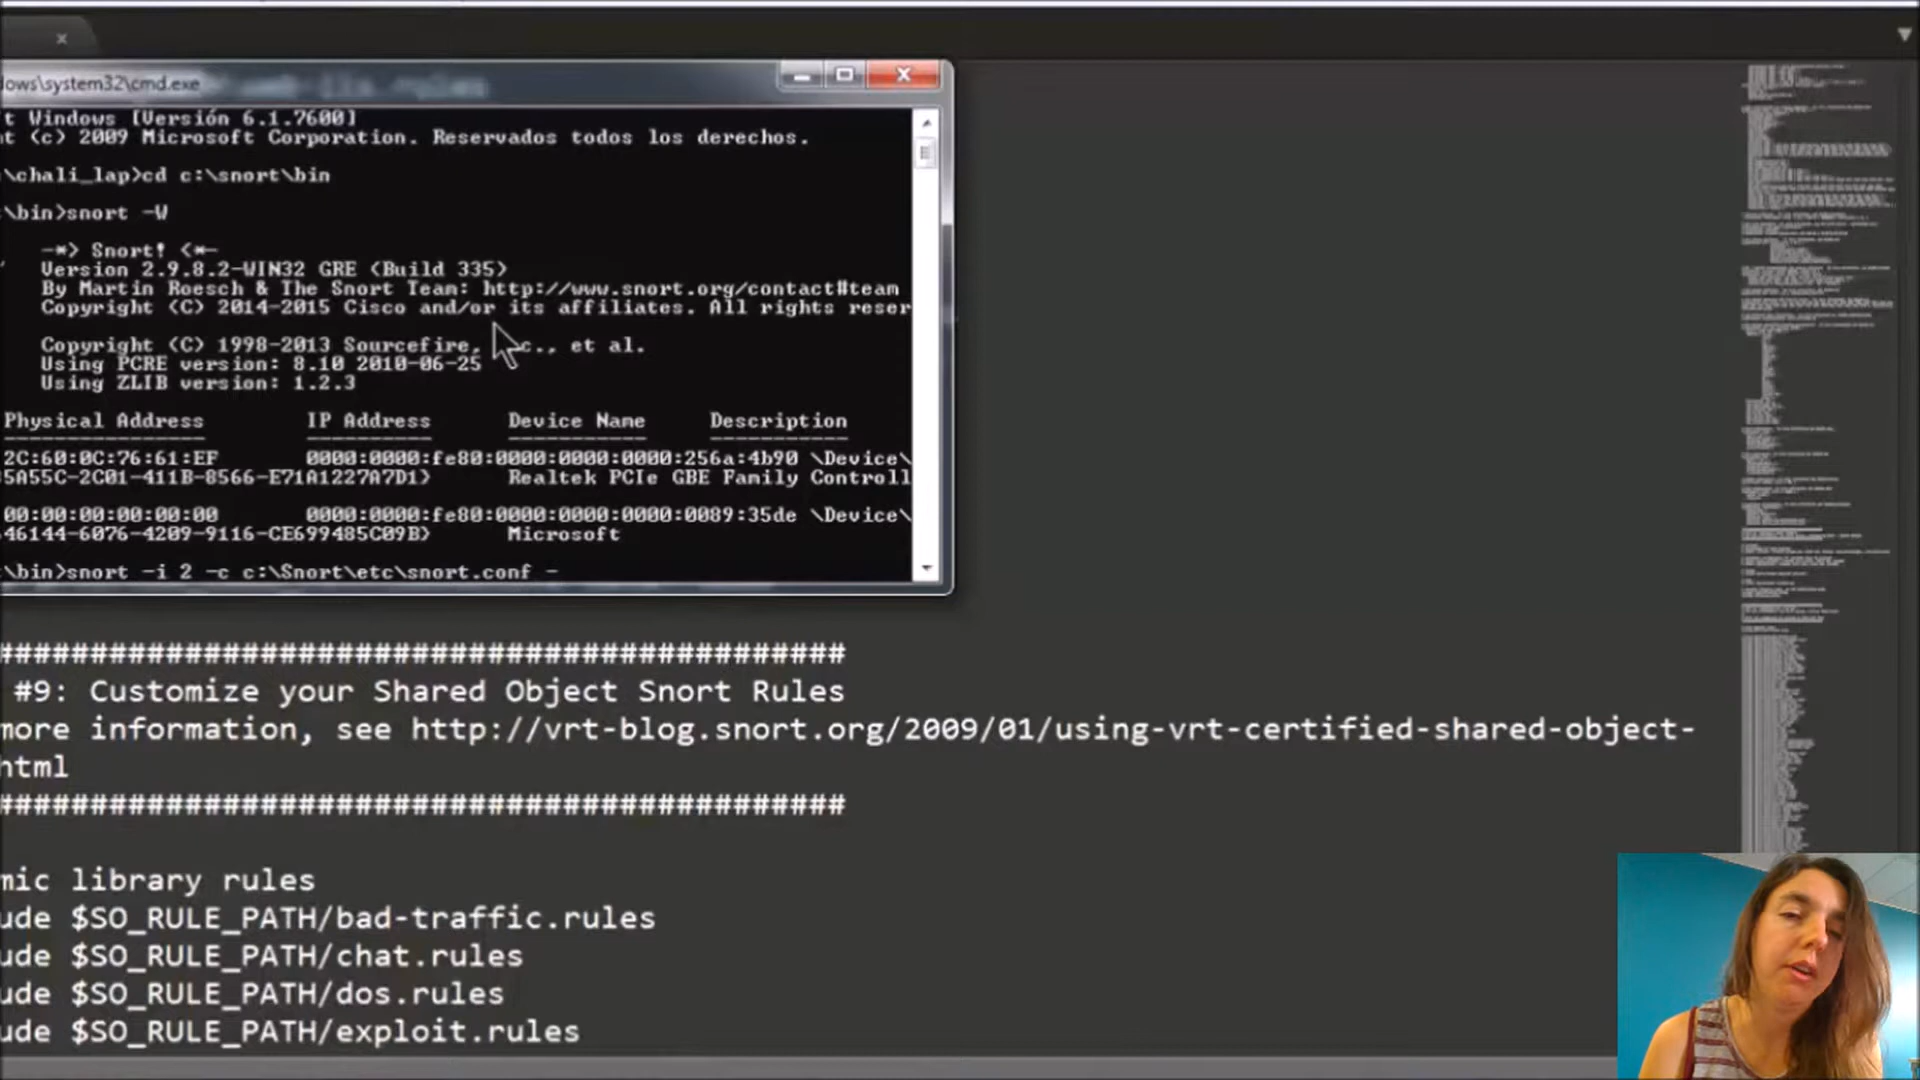 dows\system32\cmd.exe
t Windows [Versión 6.1.7600]
nt (c) 2009 Microsoft Corporation. Reservados todos los derechos.
\chali_lap>cd c:\snort\bin
\bin>snort -W
-*> Snort! <*-
Version 2.9.8.2-WIN32 GRE (Build 335)
By Martin Roesch & The Snort Team: http://www.snort.org/contact#team
Copyright (C) 2014-2015 Cisco and/or its affiliates. All rights reser
Copyright (C) 1998-2013 Sourcefire, c., et al.
Using PCRE version: 8.10 2010-06-25
Using ZLIB version: 1.2.3
Physical Address IP Address Device Name Description
2C:60:0C:76:61:EF 0000:0000:fe80:0000:0000:0000:256a:4b90 \Device\
5A55C-2C01-411B-8566-E71A1227A7D1} Realtek PCIe GBE Family Controll
00:00:00:00:00:00 0000:0000:fe80:0000:0000:0000:0089:35de \Device\
46144-6076-4209-9116-CE699485C09B} Microsoft
\bin>snort -i 2 -c c:\Snort\etc\snort.conf -
#############################################
#9: Customize your Shared Object Snort Rules
more information, see http://vrt-blog.snort.org/2009/01/using-vrt-certified-shared-object-
html
#############################################
mic library rules
ude $SO_RULE_PATH/bad-traffic.rules
ude $SO_RULE_PATH/chat.rules
ude $SO_RULE_PATH/dos.rules
ude $SO_RULE_PATH/exploit.rules